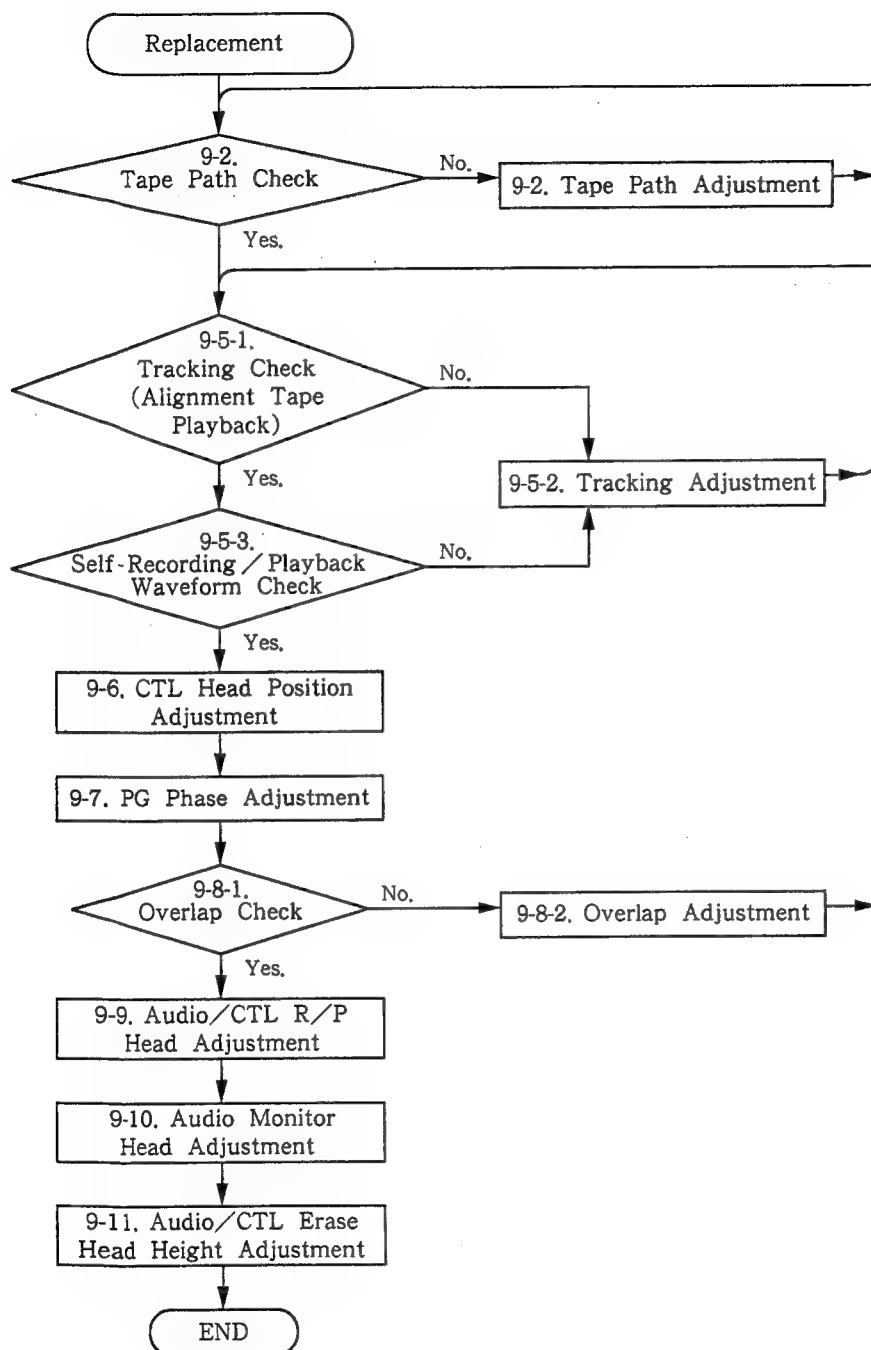 Replacement
9-2.
Tape Path Check
No.
9-2. Tape Path Adjustment
Yes.
9-5-1.
Tracking Check
(Alignment Tape
Playback)
No.
Yes.
9-5-2. Tracking Adjustment
9-5-3.
Self-Recording/Playback
Waveform Check
No.
Yes.
9-6. CTL Head Position
Adjustment
9-7. PG Phase Adjustment
9-8-1.
Overlap Check
No.
9-8-2. Overlap Adjustment
Yes.
9-9. Audio/CTL R/P
Head Adjustment
9-10. Audio Monitor
Head Adjustment
9-11. Audio/CTL Erase
Head Height Adjustment
END